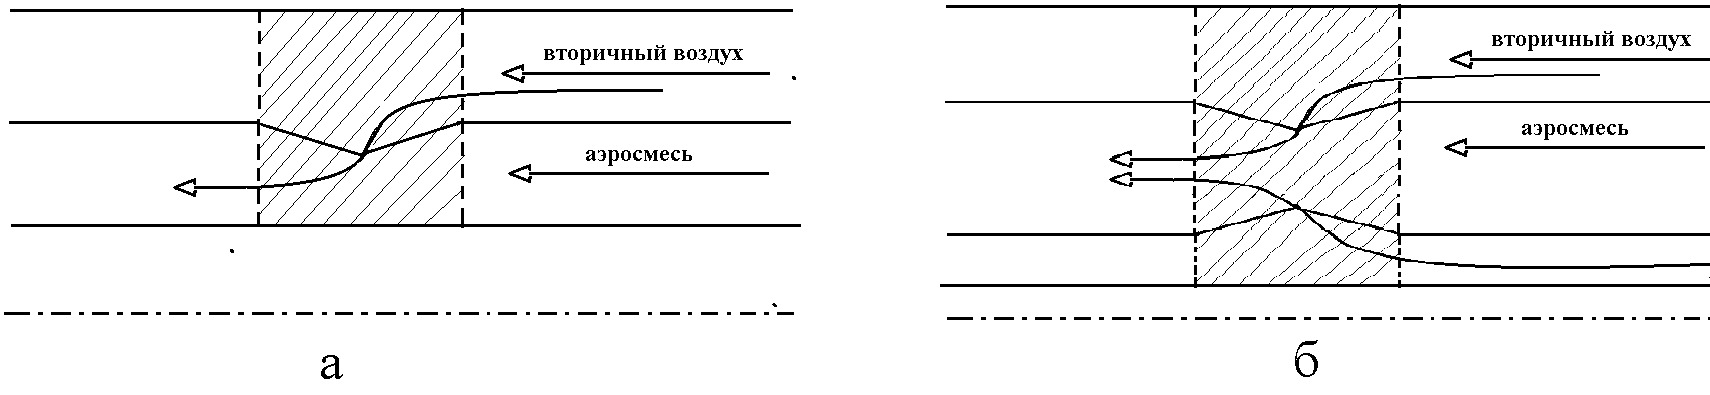 вторичный воздух
аэросмесь
а
вторичный воздух
аэросмесь
б